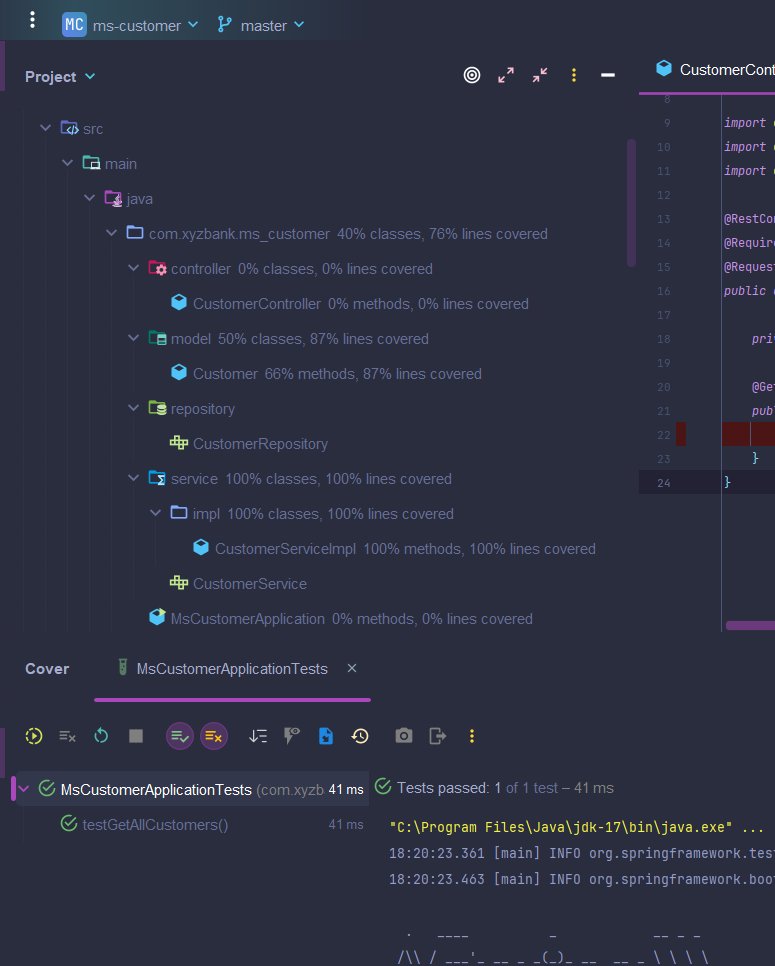 MC ms-customer master
Project
CustomerCont
src
main
java
com.xyzbank.ms_customer 40% classes, 76% lines covered
controller 0% classes, 0% lines covered
CustomerController 0% methods, 0% lines covered
model 50% classes, 87% lines covered
Customer 66% methods, 87% lines covered
repository
CustomerRepository
service 100% classes, 100% lines covered
impl 100% classes, 100% lines covered
CustomerServiceImpl 100% methods, 100% lines covered
CustomerService
MsCustomerApplication 0% methods, 0% lines covered
8
9 import
10 import
11 import
12
13 @RestCon
14 @Requir
15 @Request
16 public
17
18 pri
19
20 @Get
21 publ
22
23 }
24 }
Cover MsCustomerApplicationTests
MsCustomerApplicationTests (com.xyzb 41 ms
testGetAllCustomers() 41 ms
Tests passed: 1 of 1 test – 41 ms
"C:\Program Files\Java\jdk-17\bin\java.exe" ...
18:20:23.361 [main] INFO org.springframework.test
18:20:23.463 [main] INFO org.springframework.boot